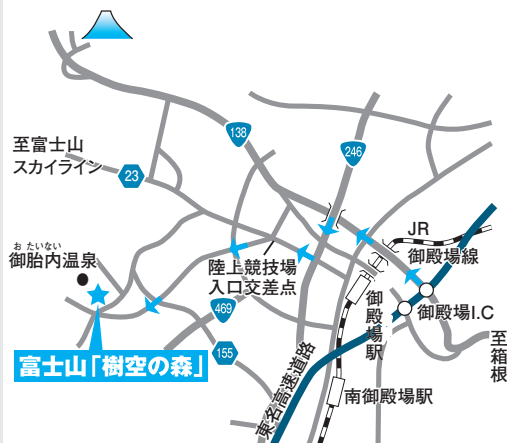 138
246
至富士山
スカイライン
23
お たいない
御胎内温泉
陸上競技場
入口交差点
JR
御殿場線
469
155
富士山「樹空の森」
御殿場駅
御殿場I.C
至箱根
南御殿場駅
東名高速道路